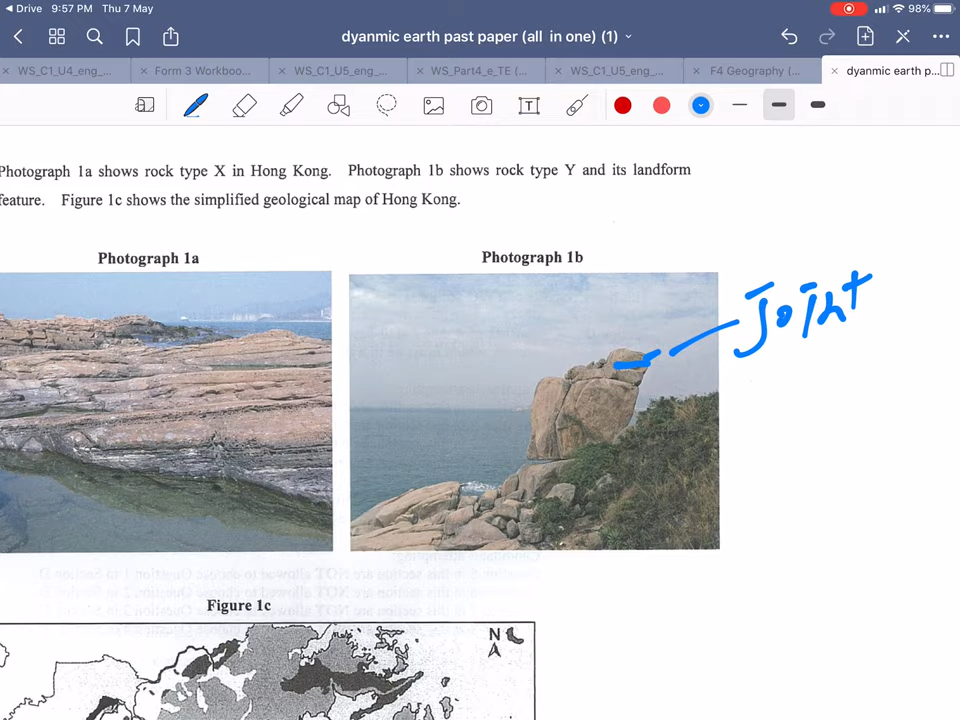 Drive 9:57 PM Thu 7 May 98%
dyanmic earth past paper (all in one) (1)
WS_C1_U4_eng_... Form 3 Workboo... WS_C1_U5_eng_... WS_Part4_e_TE (... WS_C1_U5_eng_... F4 Geography (... dyanmic earth p...
T
Photograph 1a shows rock type X in Hong Kong. Photograph 1b shows rock type Y and its landform
feature. Figure 1c shows the simplified geological map of Hong Kong.
Photograph 1a Photograph 1b
Joint
Figure 1c
N